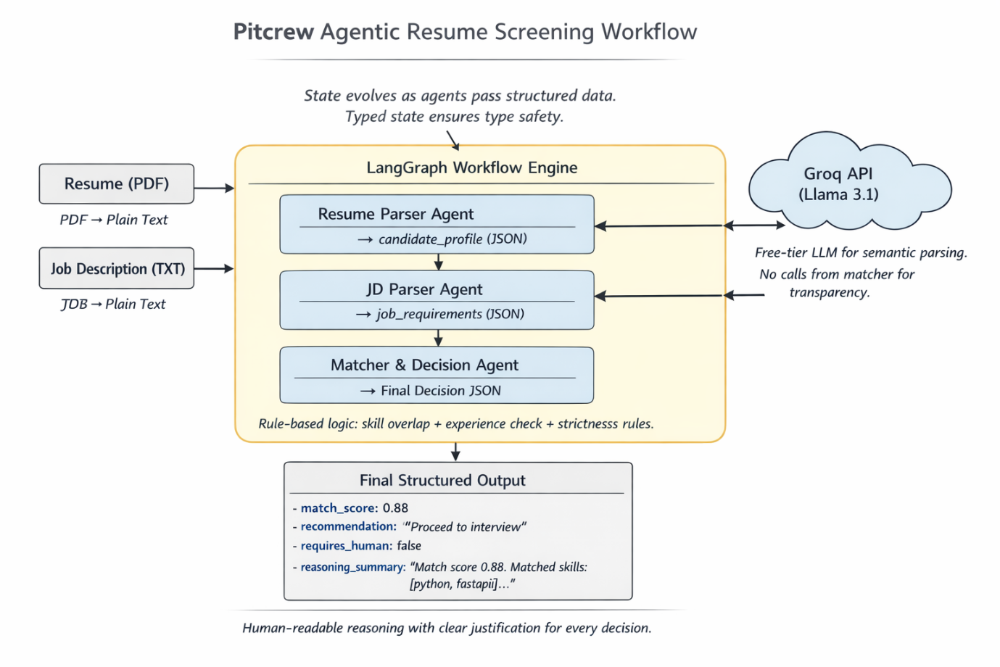 Pitcrew Agentic Resume Screening Workflow
State evolves as agents pass structured data.
Typed state ensures type safety.
LangGraph Workflow Engine
Resume (PDF)
PDF → Plain Text
Job Description (TXT)
JDB → Plain Text
Resume Parser Agent
→ candidate_profile (JSON)
JD Parser Agent
→ job_requirements (JSON)
Matcher & Decision Agent
→ Final Decision JSON
Rule-based logic: skill overlap + experience check + strictnesss rules.
Groq API
(Llama 3.1)
Free-tier LLM for semantic parsing.
No calls from matcher for
transparency.
Final Structured Output
- match_score: 0.88
- recommendation: '"Proceed to interview"
- requires_human: false
- reasoning_summary: "Match score 0.88. Matched skills:
[python, fastapii]..."
Human-readable reasoning with clear justification for every decision.